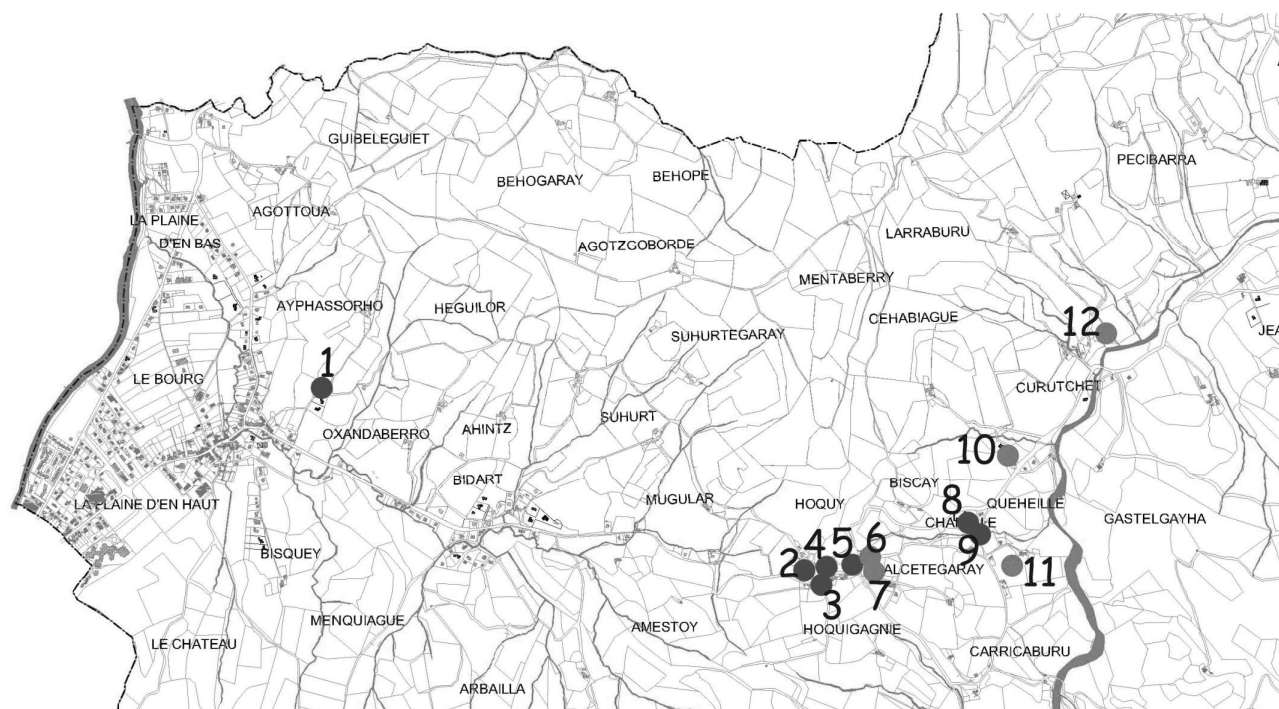 GUIBELEGUIET
PECIBARRA
BEHOPE
BEHOGARAY
AGOTTOUA
LA PLAINE
D'EN BAS
LARRABURU
AGOTZGOBORDE
MENTABERRY
AYPHASSORHO
HEGUILOR
CEHABIAGUE
12
JEA
SUHURTEGARAY
1
LE BOURG
CURUTCHET
SUHURT
AHINTZ
OXANDABERRO
10
BIDART
BISCAY
MUGULAR
HOQUY
LA PLAINE D'EN HAUT
QUEHEILLE
8
GASTELGAYHA
9
BISQUEY
2
4
5
6
ALCETEGARAY
11
3
7
MENQUIAGUE
AMESTOY
HOQUIGAGNIE
LE CHATEAU
CARRICABURU
ARBAILLA